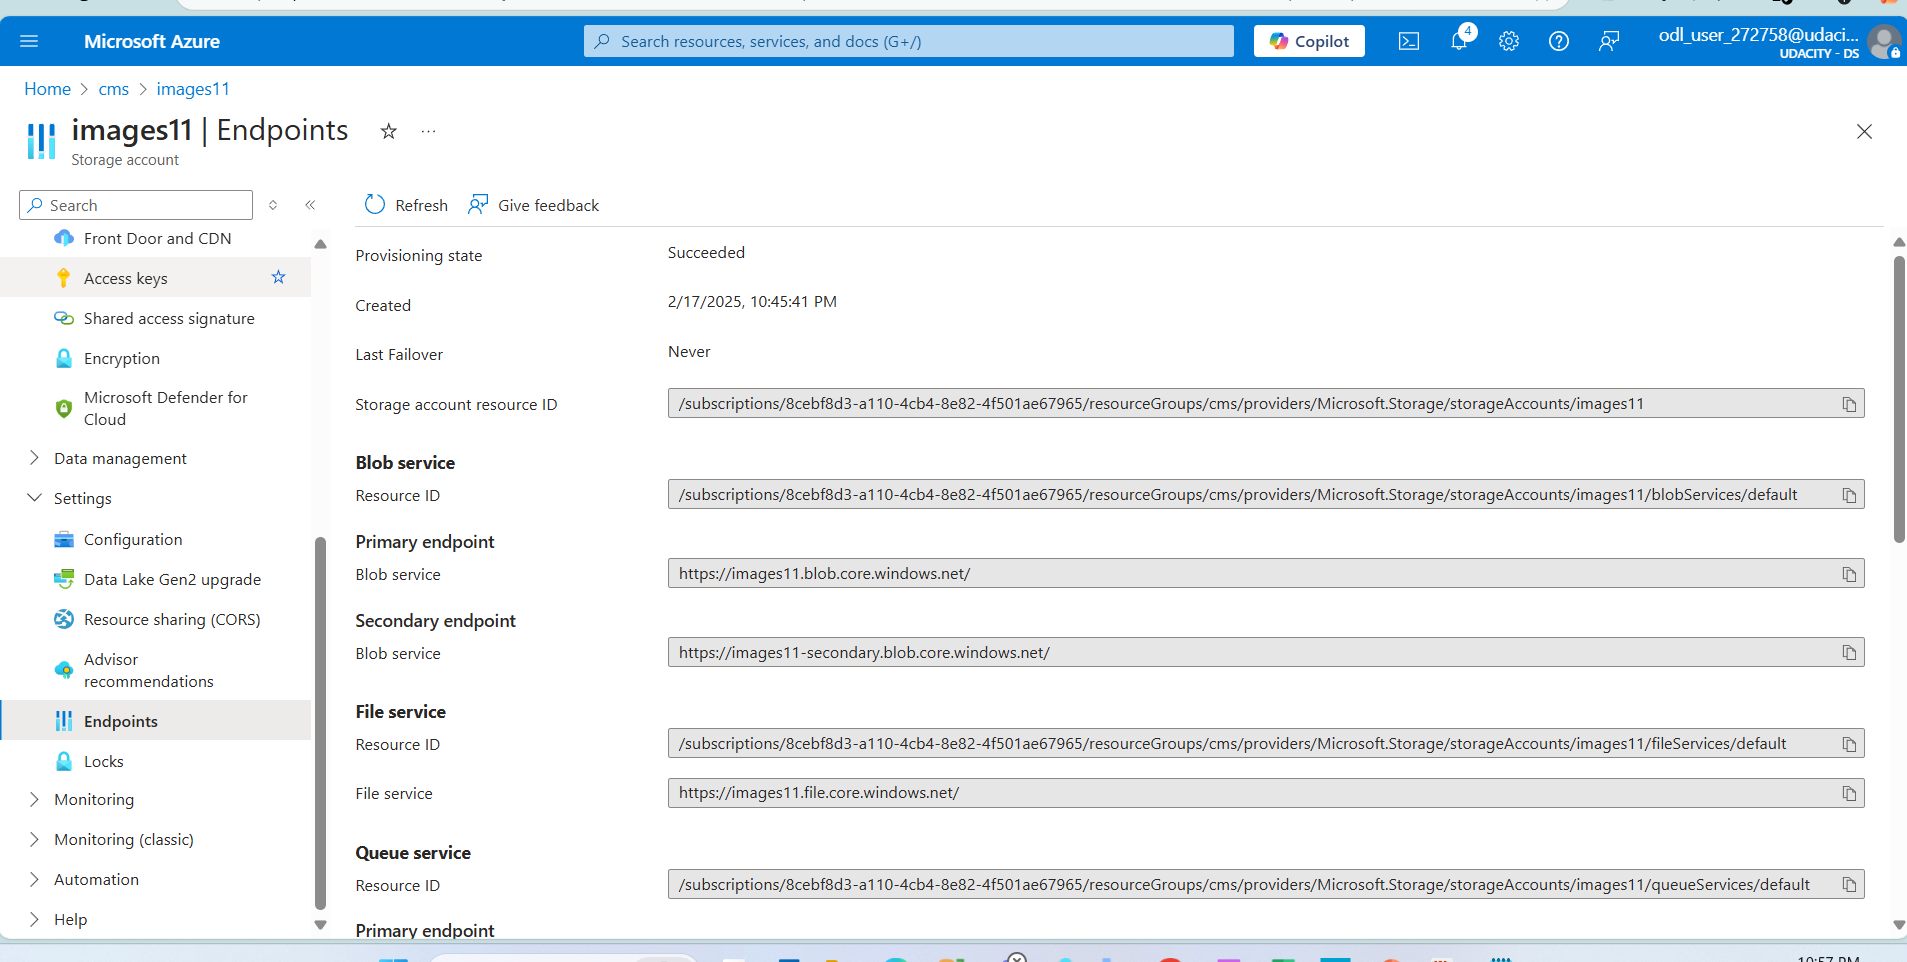 Microsoft Azure
Search resources, services, and docs (G+/)
Copilot
4
odl_user_272758@udaci...
UDACITY - DS
Home > cms > images11
images11 | Endpoints
Storage account
Search
Refresh
Give feedback
Front Door and CDN
Access keys
Shared access signature
Encryption
Microsoft Defender for
Cloud
Data management
Settings
Configuration
Data Lake Gen2 upgrade
Resource sharing (CORS)
Advisor
recommendations
Endpoints
Locks
Monitoring
Monitoring (classic)
Automation
Help
Provisioning state
Succeeded
Created
2/17/2025, 10:45:41 PM
Last Failover
Never
Storage account resource ID
/subscriptions/8cebf8d3-a110-4cb4-8e82-4f501ae67965/resourceGroups/cms/providers/Microsoft.Storage/storageAccounts/images11
Blob service
Resource ID
/subscriptions/8cebf8d3-a110-4cb4-8e82-4f501ae67965/resourceGroups/cms/providers/Microsoft.Storage/storageAccounts/images11/blobServices/default
Primary endpoint
Blob service
https://images11.blob.core.windows.net/
Secondary endpoint
Blob service
https://images11-secondary.blob.core.windows.net/
File service
Resource ID
/subscriptions/8cebf8d3-a110-4cb4-8e82-4f501ae67965/resourceGroups/cms/providers/Microsoft.Storage/storageAccounts/images11/fileServices/default
File service
https://images11.file.core.windows.net/
Queue service
Resource ID
/subscriptions/8cebf8d3-a110-4cb4-8e82-4f501ae67965/resourceGroups/cms/providers/Microsoft.Storage/storageAccounts/images11/queueServices/default
Primary endpoint
10:57 PM